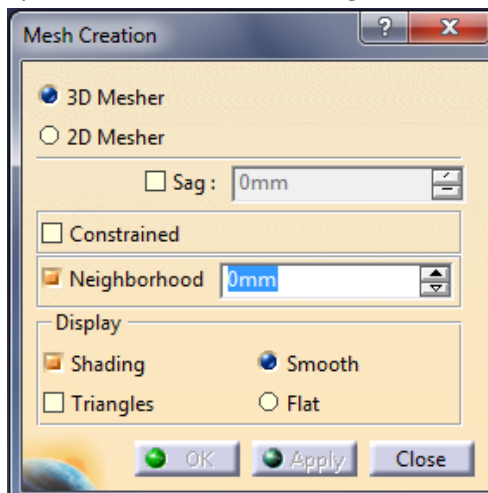 Mesh Creation
?
X
3D Mesher
2D Mesher
Sag : 0mm
Constrained
Neighborhood 0mm
Display
Shading Smooth
Triangles Flat
OK Apply Close